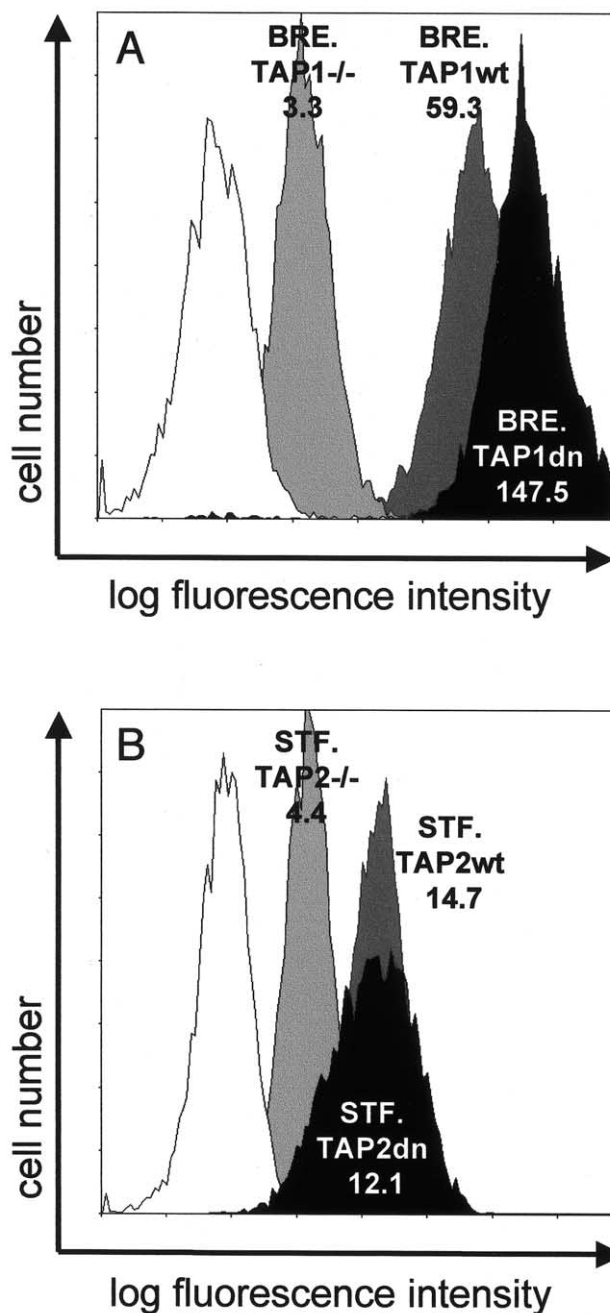 A
BRE.
TAP1-/-
3.3
BRE.
TAP1wt
59.3
BRE.
TAP1dn
147.5
cell number
log fluorescence intensity
B
STF.
TAP2-/-
4.4
STF.
TAP2wt
14.7
STF.
TAP2dn
12.1
cell number
log fluorescence intensity